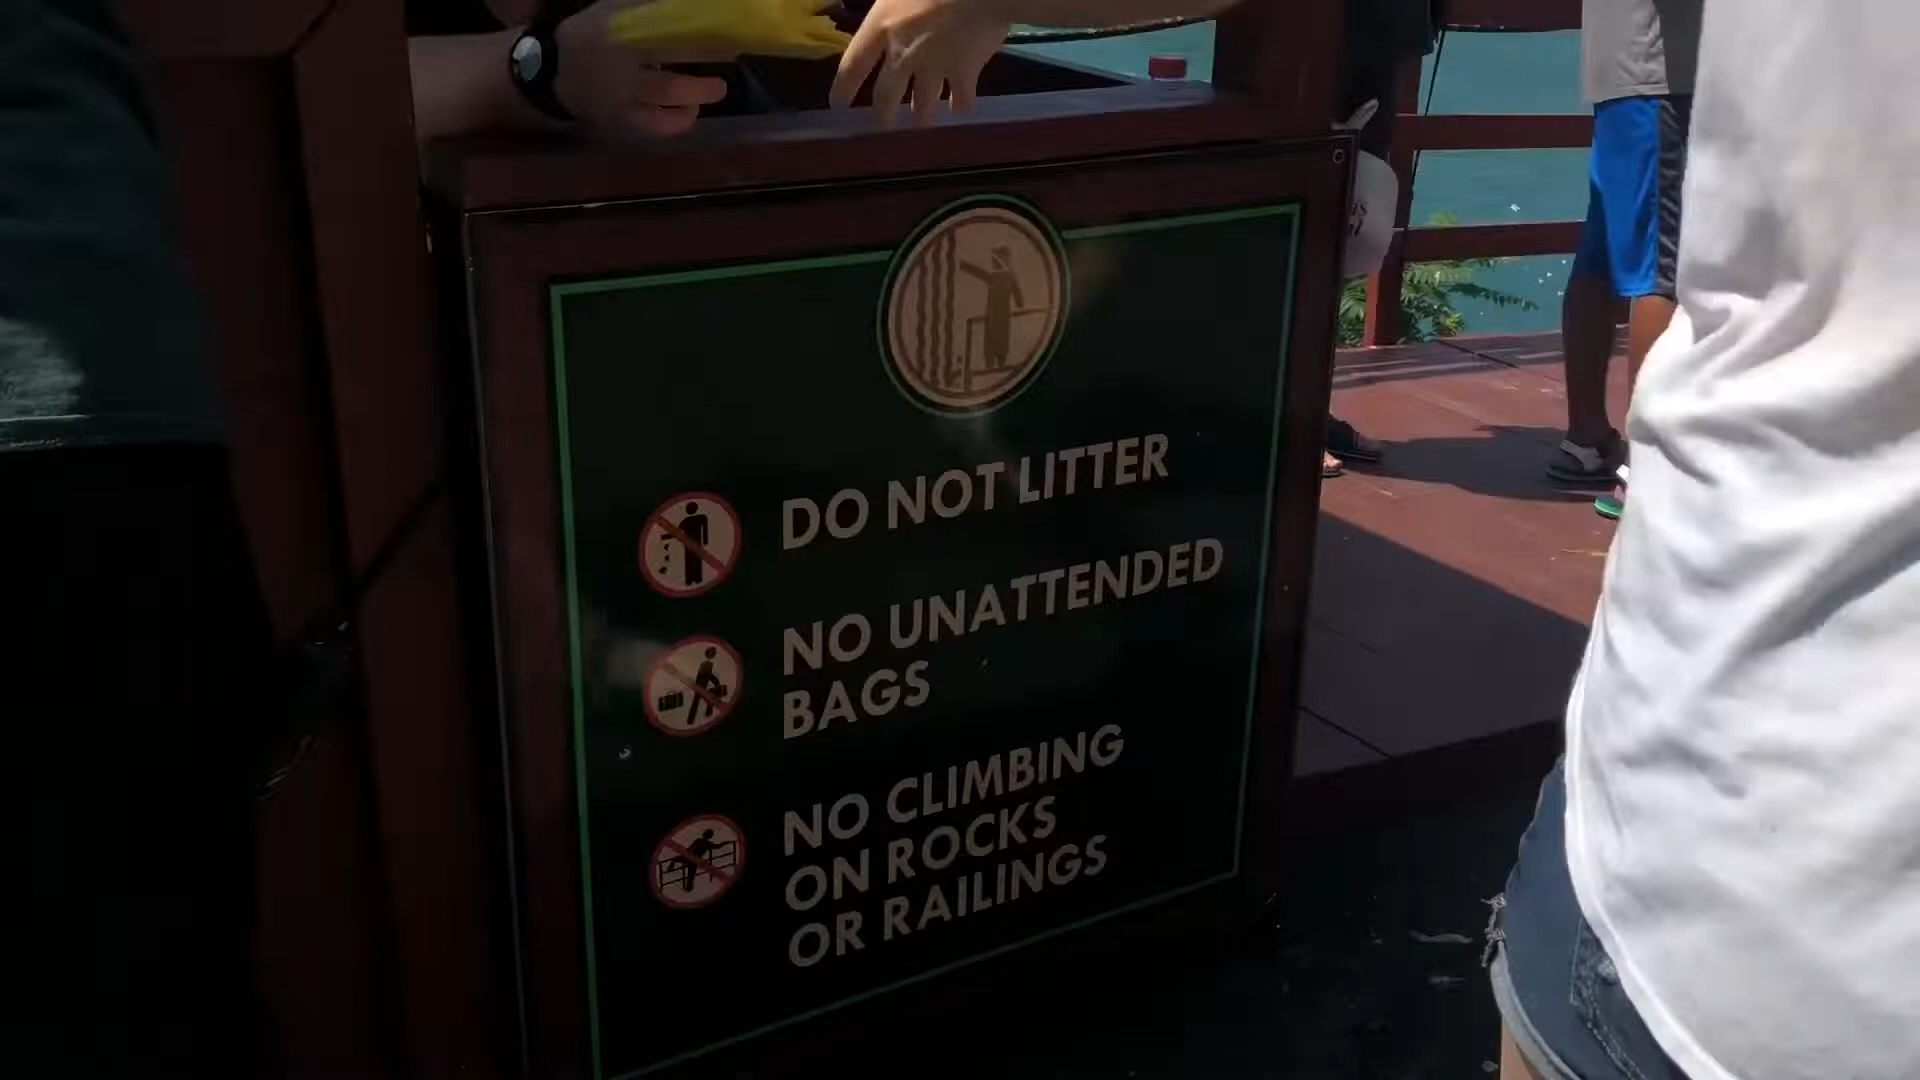 DO NOT LITTER
NO UNATTENDED
BAGS
NO CLIMBING
ON ROCKS
OR RAILINGS